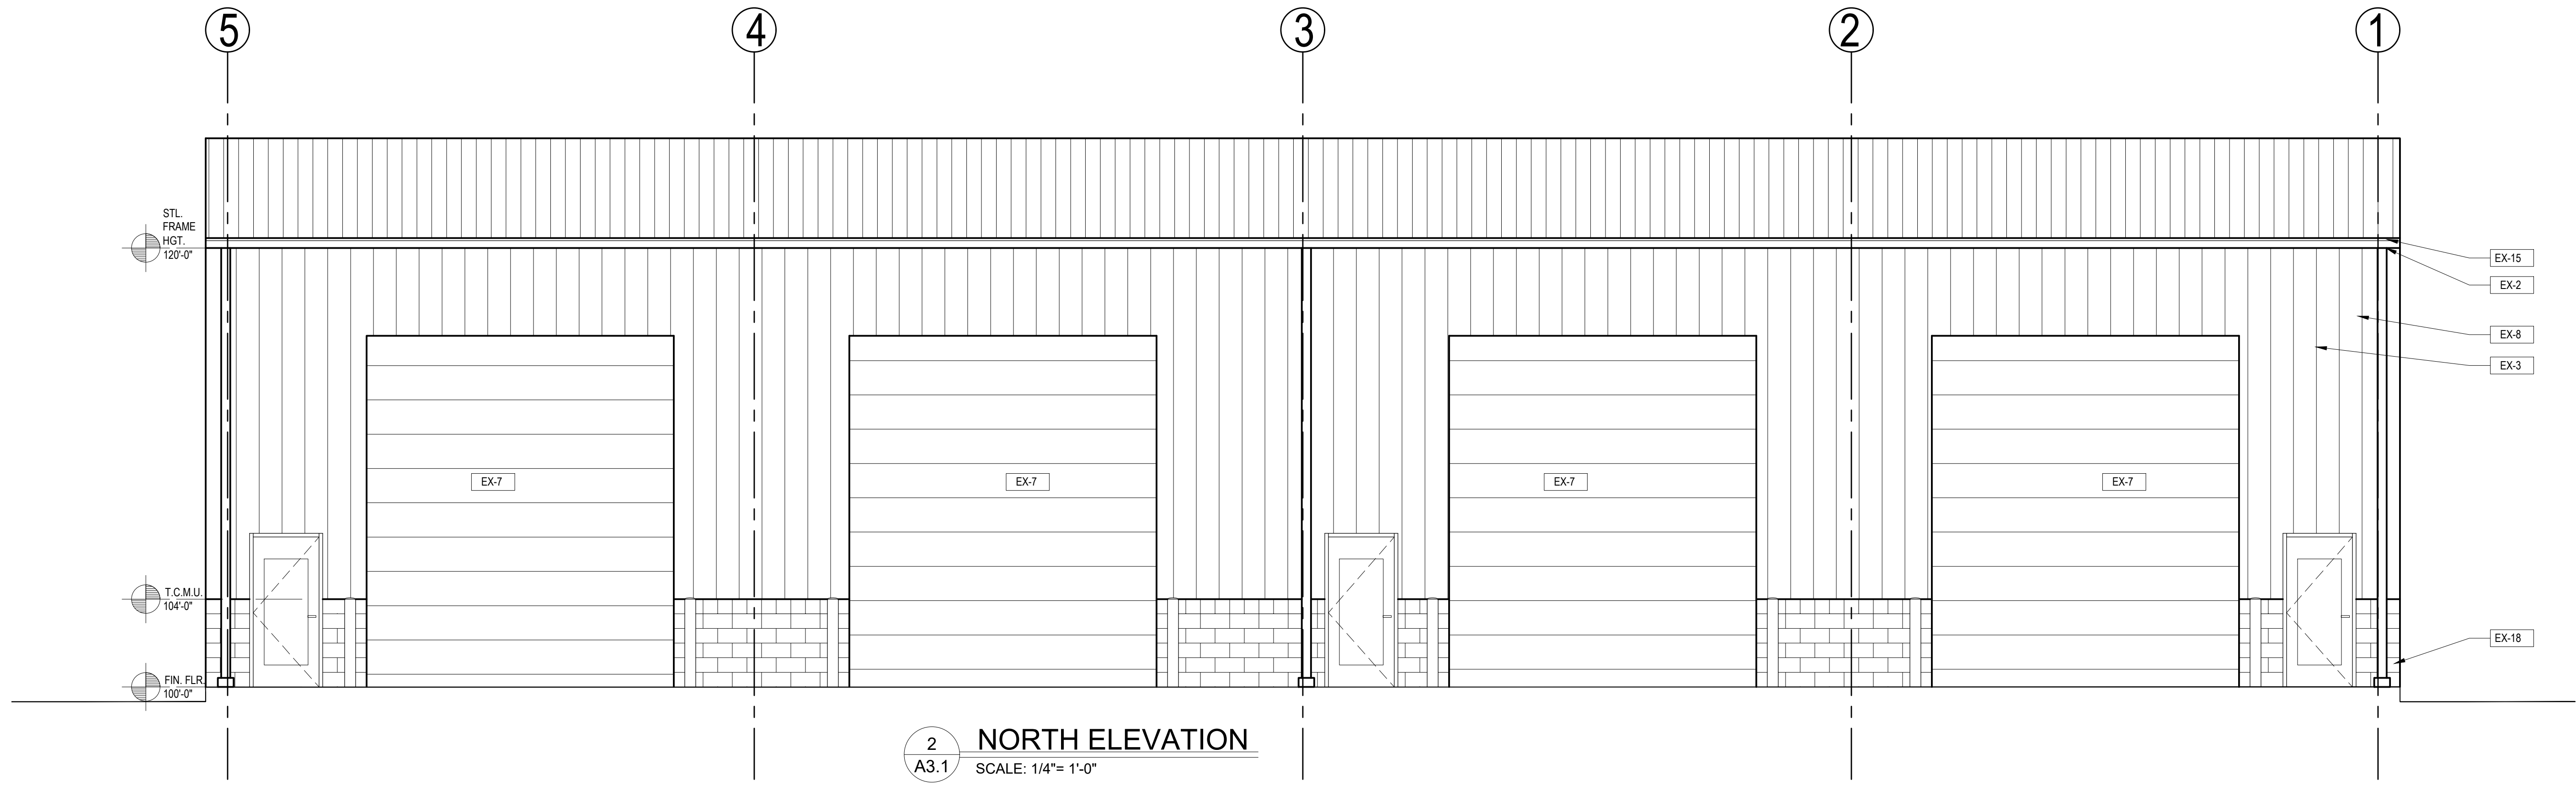 5
4
3
2
1
STL.
FRAME
HGT.
120'-0"
EX-15
EX-2
EX-8
EX-3
EX-7
EX-7
EX-7
EX-7
T.C.M.U.
104'-0"
EX-18
FIN. FLR.
100'-0"
2
A3.1
NORTH ELEVATION
SCALE: 1/4"= 1'-0"